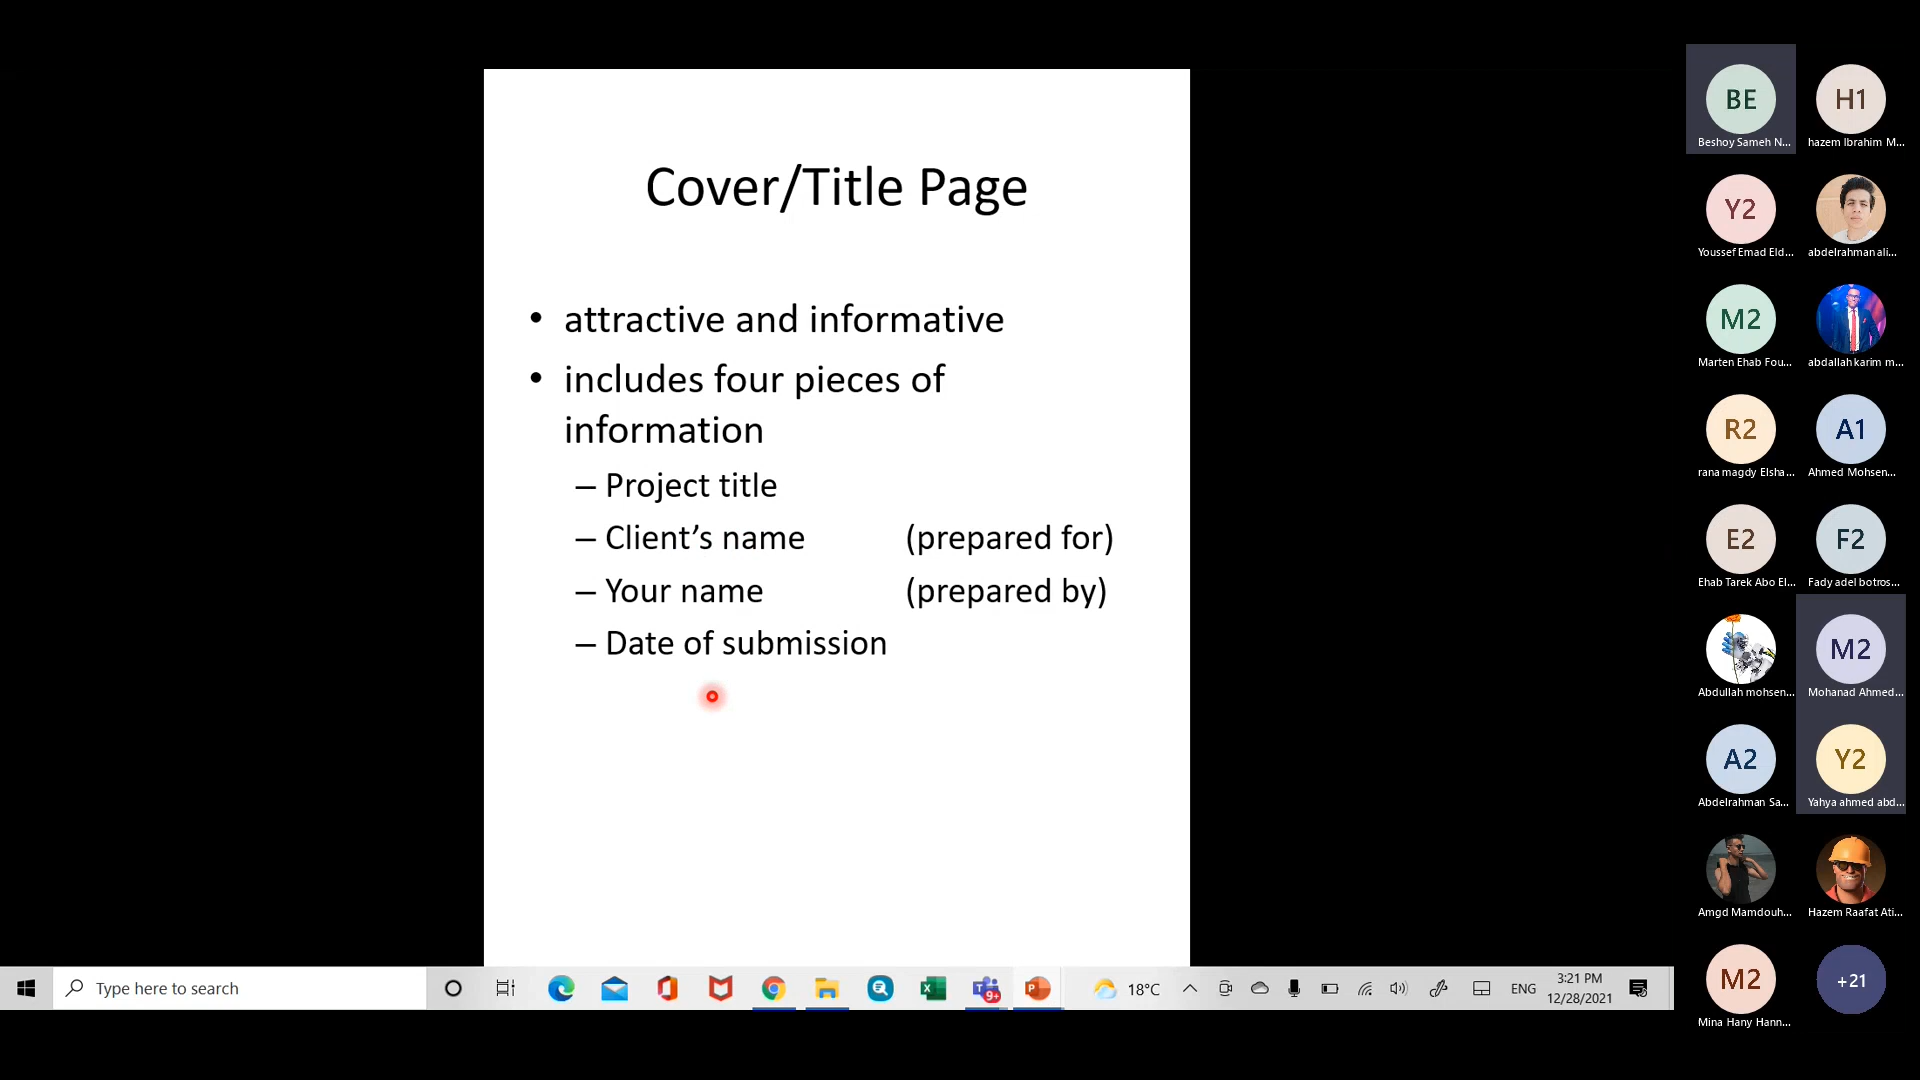 Cover/Title Page
• attractive and informative
• includes four pieces of
information
– Project title
– Client’s name (prepared for)
– Your name (prepared by)
– Date of submission
BE
Beshoy Sameh N...
H1
hazem Ibrahim M...
Y2
Youssef Emad Eld...
abdelrahman ali...
M2
Marten Ehab Fou...
abdallah karim m...
R2
rana magdy Elsha...
A1
Ahmed Mohsen...
E2
Ehab Tarek Abo El...
F2
Fady adel botros...
Abdullah mohsen...
M2
Mohanad Ahmed...
A2
Abdelrahman Sa...
Y2
Yahya ahmed abd...
Amgd Mamdouh...
Hazem Raafat Ati...
M2
Mina Hany Hann...
+21
Type here to search
9+
18°C
ENG
3:21 PM
12/28/2021